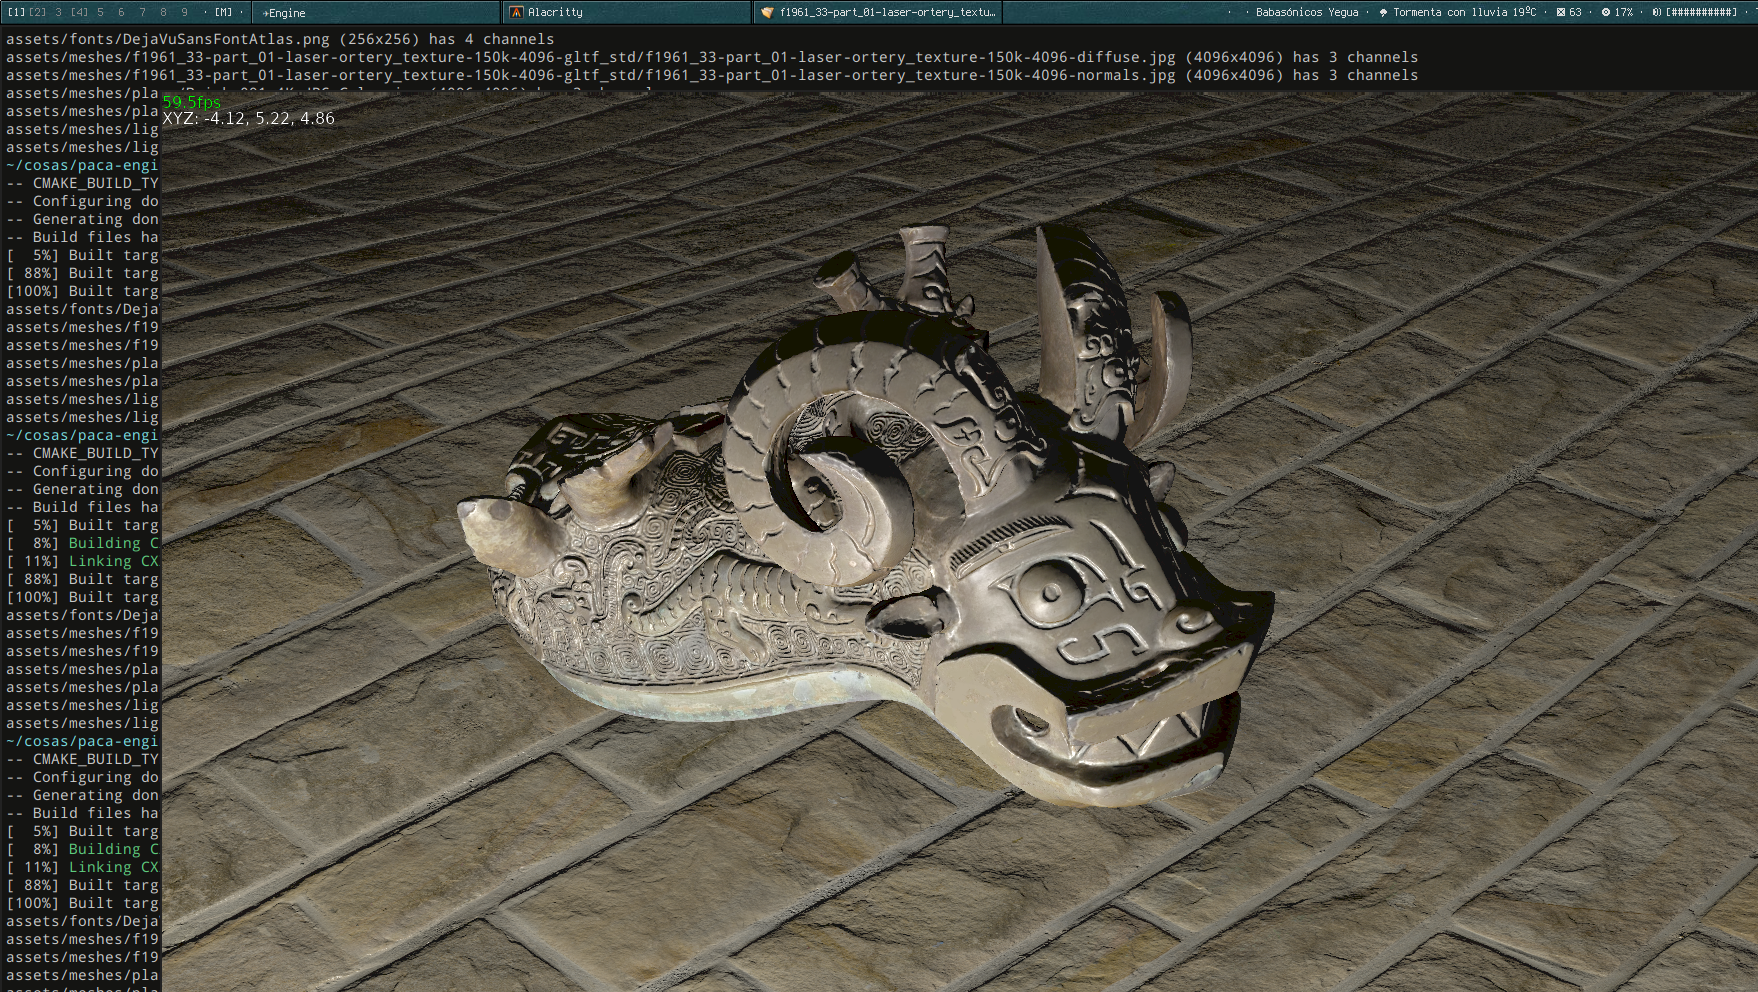 [1][2] 3 4 5 6 7 8 9 · [M] · ✈Engine Alacritty f1961_33-part_01-laser-ortery_textu… · · Babasónicos Yegua · Tormenta con lluvia 19ºC · 63 · 17% · [##########] ·
assets/fonts/DejaVuSansFontAtlas.png (256x256) has 4 channels
assets/meshes/f1961_33-part_01-laser-ortery_texture-150k-4096-gltf_std/f1961_33-part_01-laser-ortery_texture-150k-4096-diffuse.jpg (4096x4096) has 3 channels
assets/meshes/f1961_33-part_01-laser-ortery_texture-150k-4096-gltf_std/f1961_33-part_01-laser-ortery_texture-150k-4096-normals.jpg (4096x4096) has 3 channels
assets/meshes/pla
59.5fps
assets/meshes/pla
XYZ: -4.12, 5.22, 4.86
assets/meshes/lig
assets/meshes/lig
~/cosas/paca-engi
-- CMAKE_BUILD_TY
-- Configuring do
-- Generating don
-- Build files ha
[  5%] Built targ
[ 88%] Built targ
[100%] Built targ
assets/fonts/Deja
assets/meshes/f19
assets/meshes/f19
assets/meshes/pla
assets/meshes/pla
assets/meshes/lig
assets/meshes/lig
~/cosas/paca-engi
-- CMAKE_BUILD_TY
-- Configuring do
-- Generating don
-- Build files ha
[  5%] Built targ
[  8%] Building C
[ 11%] Linking CX
[ 88%] Built targ
[100%] Built targ
assets/fonts/Deja
assets/meshes/f19
assets/meshes/f19
assets/meshes/pla
assets/meshes/pla
assets/meshes/lig
assets/meshes/lig
~/cosas/paca-engi
-- CMAKE_BUILD_TY
-- Configuring do
-- Generating don
-- Build files ha
[  5%] Built targ
[  8%] Building C
[ 11%] Linking CX
[ 88%] Built targ
[100%] Built targ
assets/fonts/Deja
assets/meshes/f19
assets/meshes/f19
assets/meshes/pla